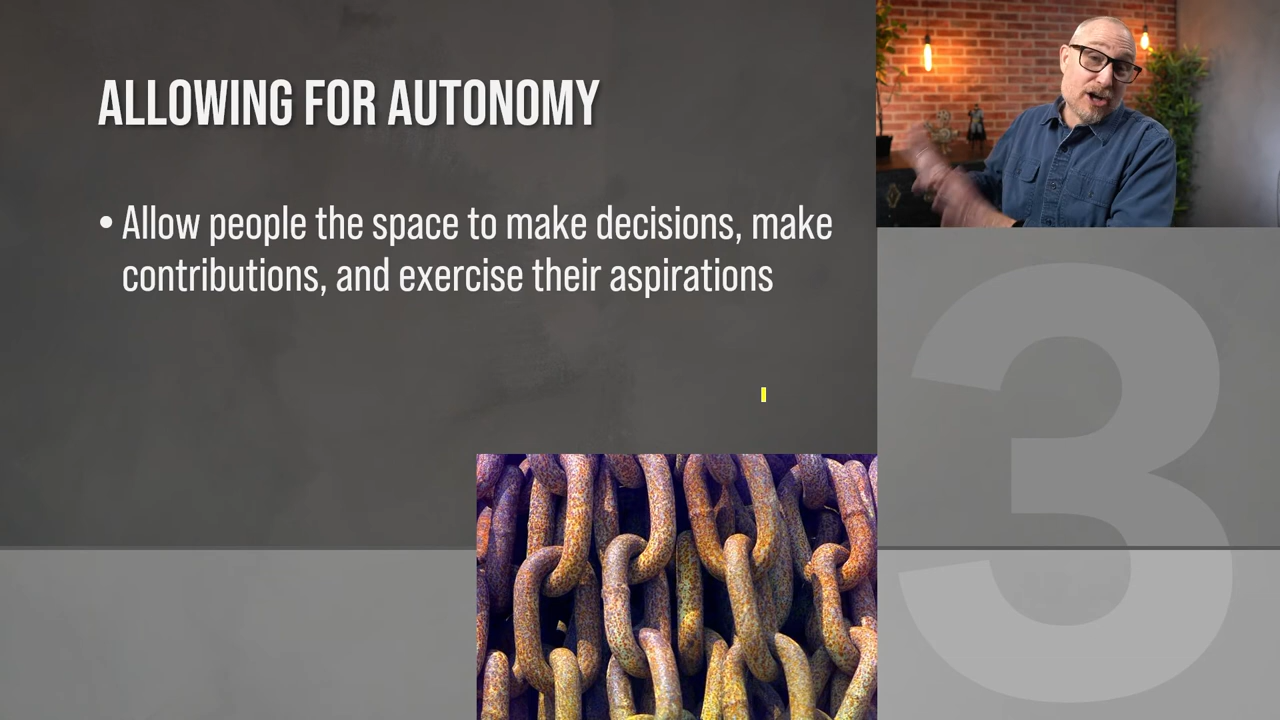 ALLOWING FOR AUTONOMY
• Allow people the space to make decisions, make
contributions, and exercise their aspirations
3